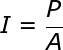 I = P/A